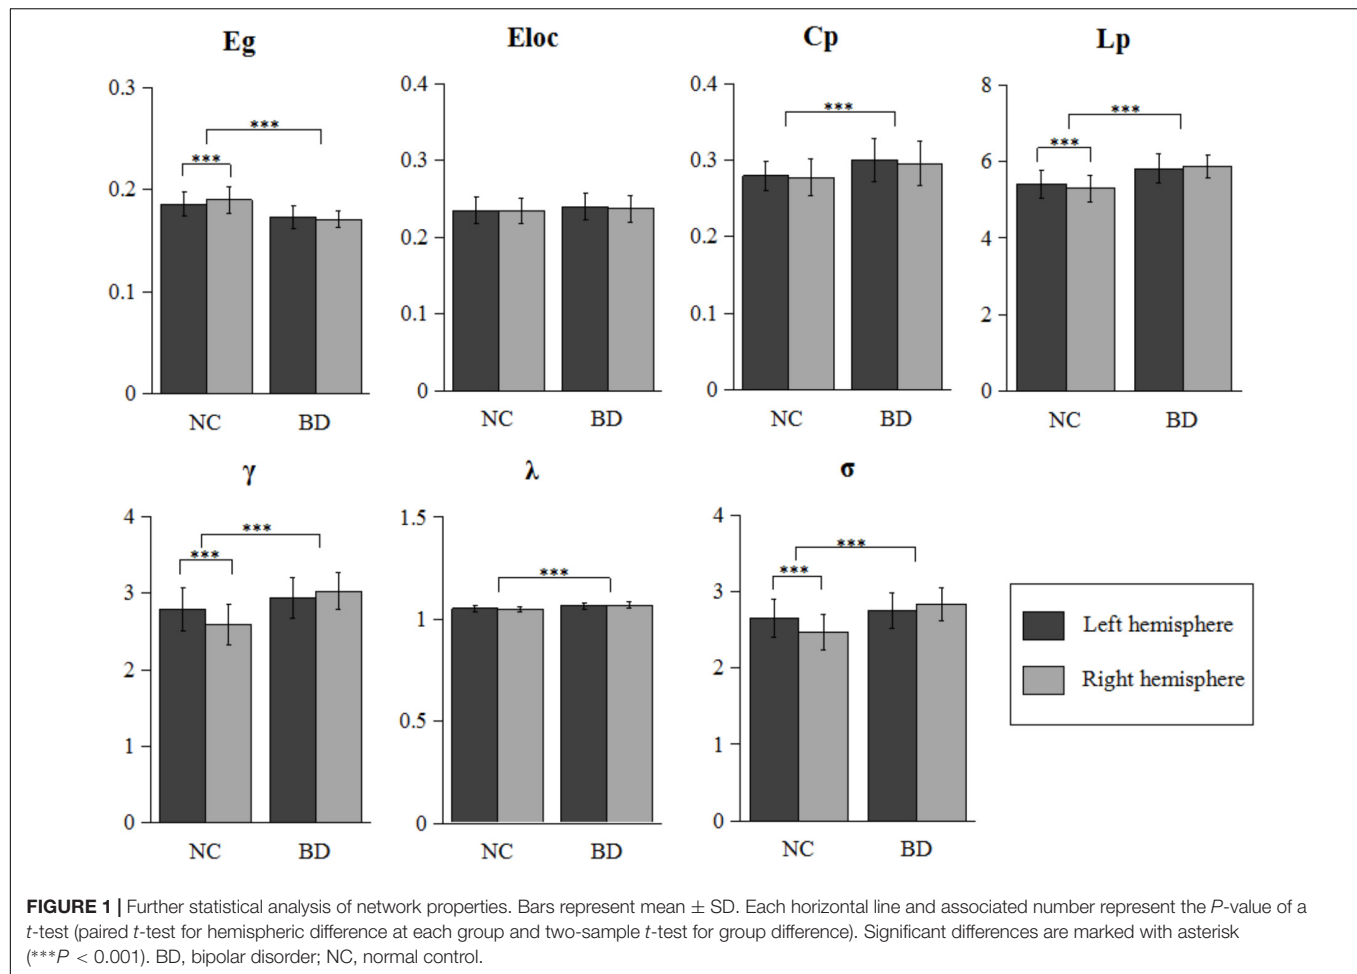 Eg
Eloc
Cp
Lp
0.3
0.2
0.1
0
***
***
NC
BD
0.4
0.3
0.2
0.1
0
NC
BD
0.4
0.3
0.2
0.1
0
***
NC
BD
8
6
4
2
0
***
***
NC
BD
γ
λ
σ
4
3
2
1
0
***
***
NC
BD
1.5
1
0.5
0
***
NC
BD
4
3
2
1
0
***
***
NC
BD
Left hemisphere
Right hemisphere
FIGURE 1 | Further statistical analysis of network properties. Bars represent mean ± SD. Each horizontal line and associated number represent the P-value of a
t-test (paired t-test for hemispheric difference at each group and two-sample t-test for group difference). Significant differences are marked with asterisk
(***P < 0.001). BD, bipolar disorder; NC, normal control.